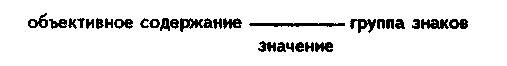 объективное содержание ———— группа знаков
значение